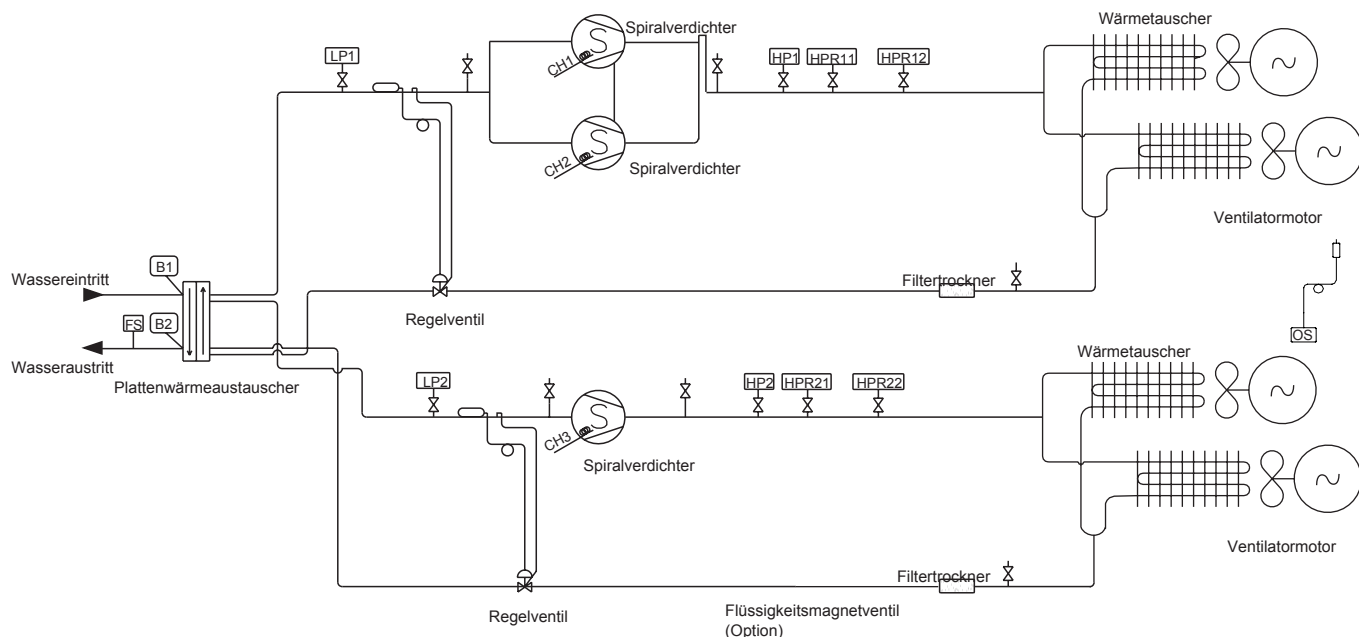 Wärmetauscher
Spiralverdichter
LP1
CH1
HP1
HPR11
HPR12
CH2
Spiralverdichter
Ventilatormotor
Wassereintritt
B1
Filtertrockner
FS
B2
Regelventil
OS
Wasseraustritt
Plattenwärmeaustauscher
Wärmetauscher
LP2
HP2
HPR21
HPR22
CH3
Spiralverdichter
Ventilatormotor
Filtertrockner
Regelventil
Flüssigkeitsmagnetventil
(Option)